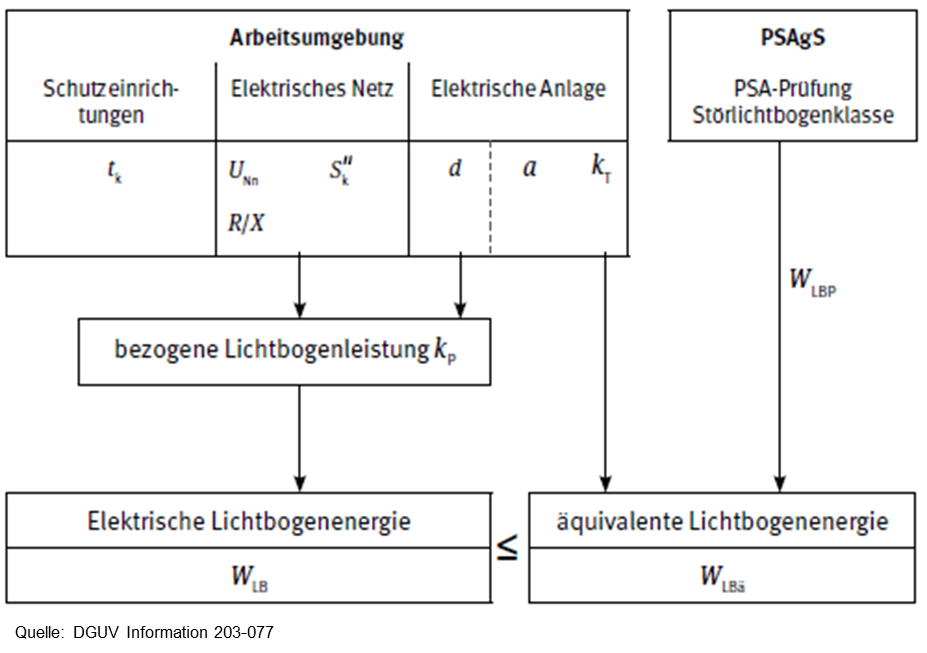 Arbeitsumgebung
Schutzeinrich-
tungen
Elektrisches Netz
Elektrische Anlage
t_k
U_Nn S"_k
R/X
d a k_T
PSAgS
PSA-Prüfung
Störlichtbogenklasse
W_LBP
bezogene Lichtbogenleistung k_P
Elektrische Lichtbogenenergie
W_LB
≤
äquivalente Lichtbogenenergie
W_LBä
Quelle: DGUV Information 203-077